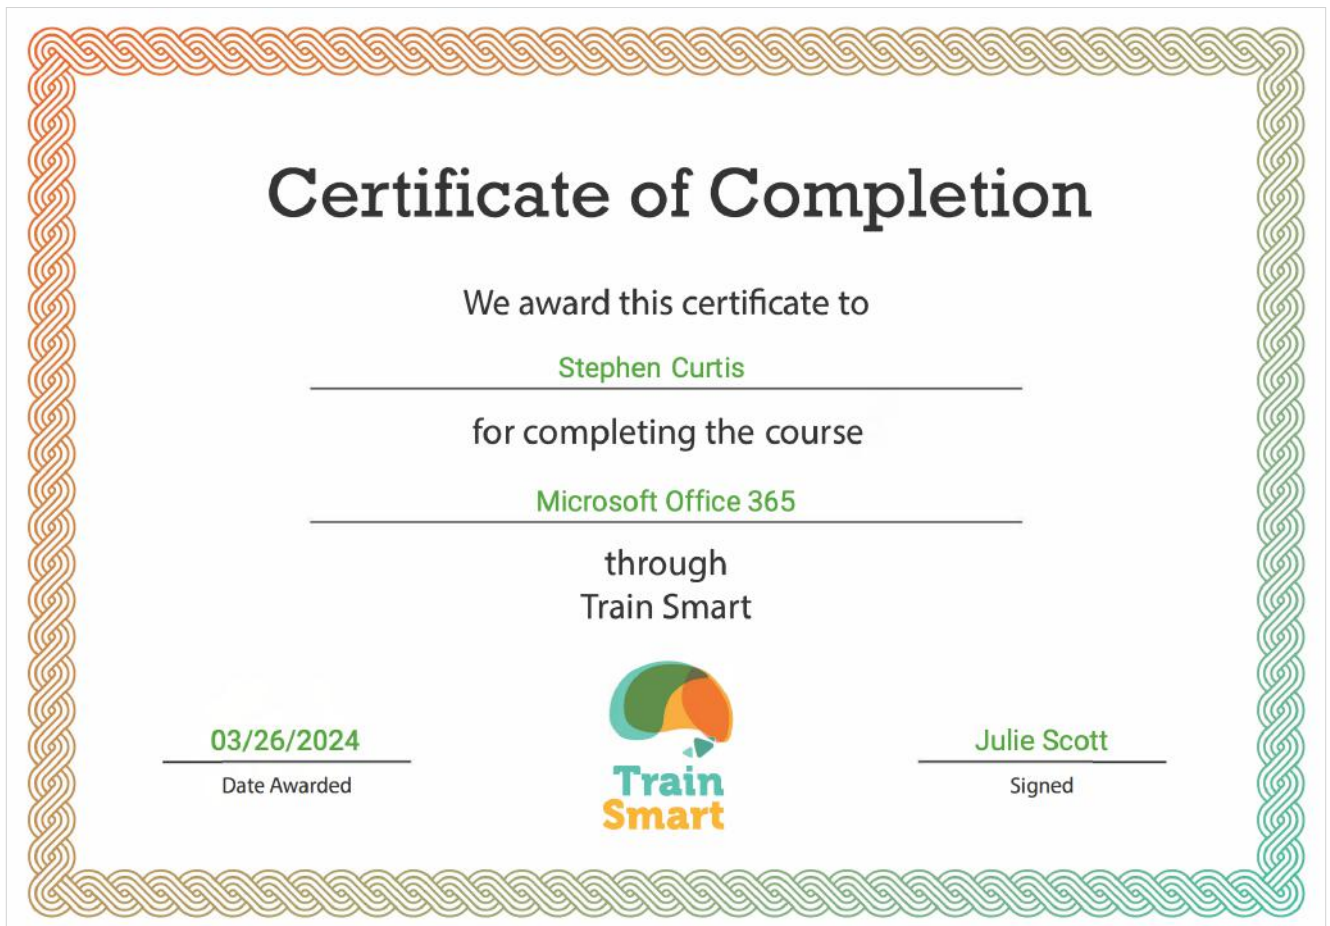 Certificate of Completion
We award this certificate to
Stephen Curtis
for completing the course
Microsoft Office 365
through
Train Smart
03/26/2024
Date Awarded
Train
Smart
Julie Scott
Signed